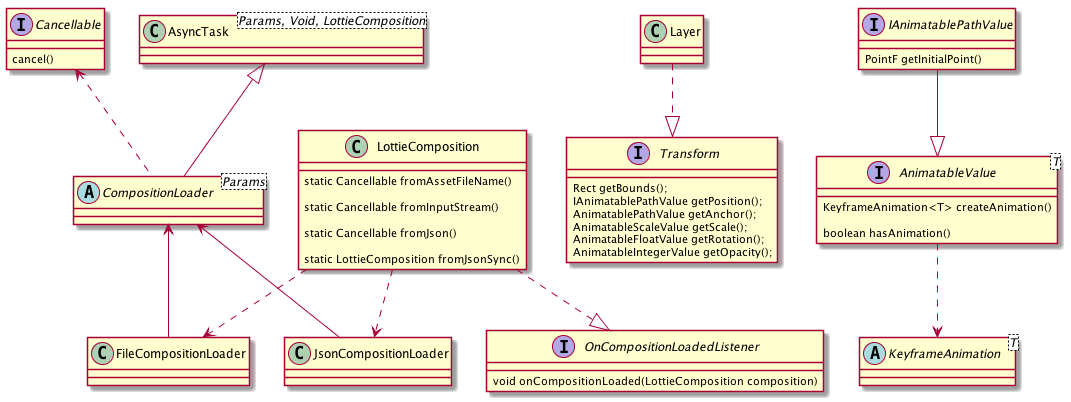 I Cancellable
cancel()
C AsyncTask
Params, Void, LottieComposition
C Layer
I IAnimatablePathValue
PointF getInitialPoint()
C LottieComposition
static Cancellable fromAssetFileName()
static Cancellable fromInputStream()
static Cancellable fromJson()
static LottieComposition fromJsonSync()
I Transform
Rect getBounds();
IAnimatablePathValue getPosition();
AnimatablePathValue getAnchor();
AnimatableScaleValue getScale();
AnimatableFloatValue getRotation();
AnimatableIntegerValue getOpacity();
I AnimatableValue
T
KeyframeAnimation<T> createAnimation()
boolean hasAnimation()
A CompositionLoader
Params
C FileCompositionLoader
C JsonCompositionLoader
I OnCompositionLoadedListener
void onCompositionLoaded(LottieComposition composition)
A KeyframeAnimation
T